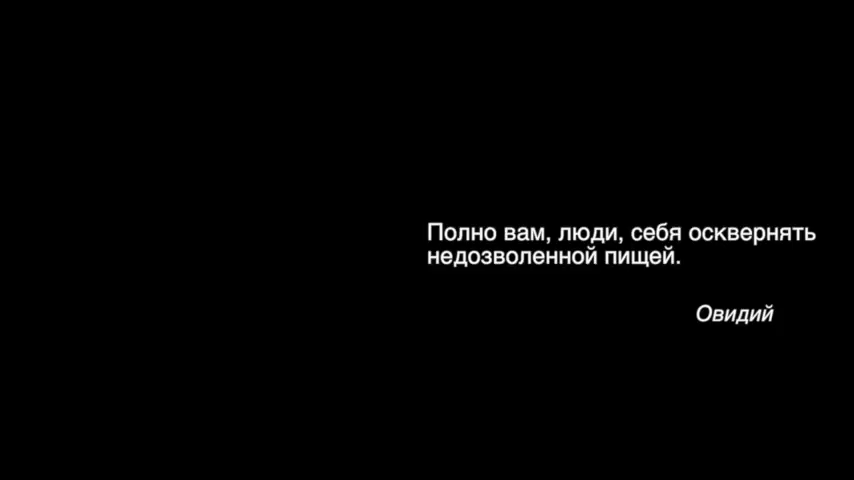 Полно вам, люди, себя осквернять
недозволенной пищей.
Овидий